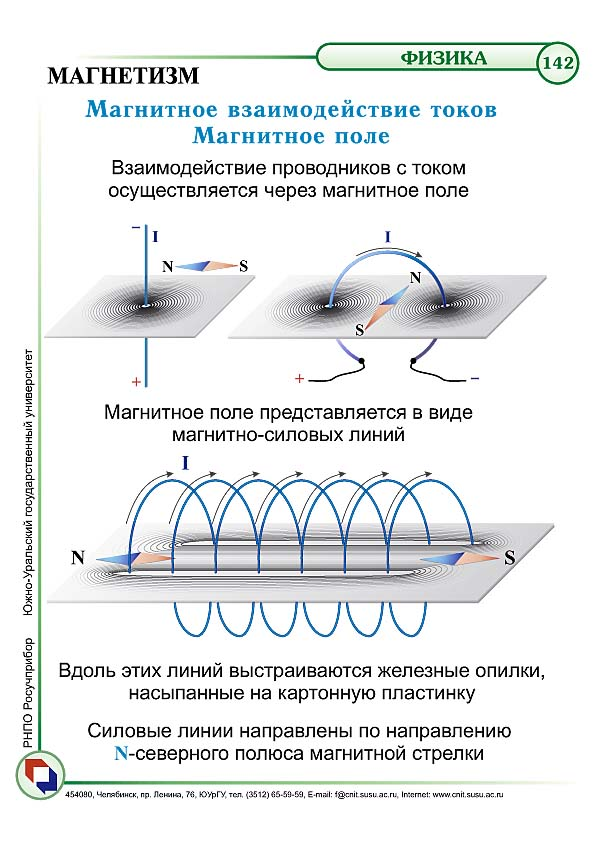 ФИЗИКА
142
МАГНЕТИЗМ
Магнитное взаимодействие токов
Магнитное поле
Взаимодействие проводников с током
осуществляется через магнитное поле
−
I
N
S
+
I
N
S
+
−
Магнитное поле представляется в виде
магнитно-силовых линий
I
N
S
Вдоль этих линий выстраиваются железные опилки,
насыпанные на картонную пластинку
Силовые линии направлены по направлению
N-северного полюса магнитной стрелки
РНПО Росучприбор Южно-Уральский государственный университет
454080, Челябинск, пр. Ленина, 76, ЮУрГУ, тел. (3512) 65-59-59, E-mail: f@cnit.susu.ac.ru, Internet: www.cnit.susu.ac.ru